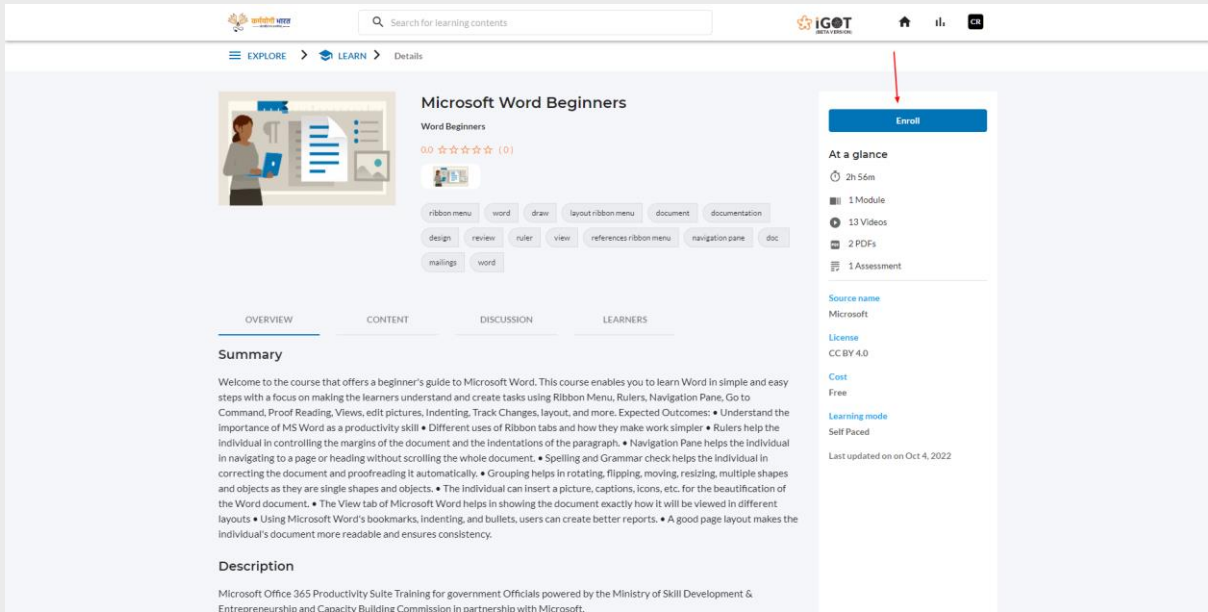 कर्मयोगी भारत
Search for learning contents
iGOT
(BETA VERSION)
CR
EXPLORE
LEARN
Details
Microsoft Word Beginners
Word Beginners
0.0 ☆☆☆☆☆ (0)
ribbon menu word draw layout ribbon menu document documentation
design review ruler view references ribbon menu navigation pane doc
mailings word
Enroll
At a glance
2h 56m
1 Module
13 Videos
2 PDFs
1 Assessment
Source name
Microsoft
License
CC BY 4.0
Cost
Free
Learning mode
Self Paced
Last updated on on Oct 4, 2022
OVERVIEW CONTENT DISCUSSION LEARNERS
Summary
Welcome to the course that offers a beginner's guide to Microsoft Word. This course enables you to learn Word in simple and easy
steps with a focus on making the learners understand and create tasks using Ribbon Menu, Rulers, Navigation Pane, Go to
Command, Proof Reading, Views, edit pictures, Indenting, Track Changes, layout, and more. Expected Outcomes: • Understand the
importance of MS Word as a productivity skill • Different uses of Ribbon tabs and how they make work simpler • Rulers help the
individual in controlling the margins of the document and the indentations of the paragraph. • Navigation Pane helps the individual
in navigating to a page or heading without scrolling the whole document. • Spelling and Grammar check helps the individual in
correcting the document and proofreading it automatically. • Grouping helps in rotating, flipping, moving, resizing, multiple shapes
and objects as they are single shapes and objects. • The individual can insert a picture, captions, icons, etc. for the beautification of
the Word document. • The View tab of Microsoft Word helps in showing the document exactly how it will be viewed in different
layouts • Using Microsoft Word's bookmarks, indenting, and bullets, users can create better reports. • A good page layout makes the
individual's document more readable and ensures consistency.
Description
Microsoft Office 365 Productivity Suite Training for government Officials powered by the Ministry of Skill Development &
Entrepreneurship and Capacity Building Commission in partnership with Microsoft.